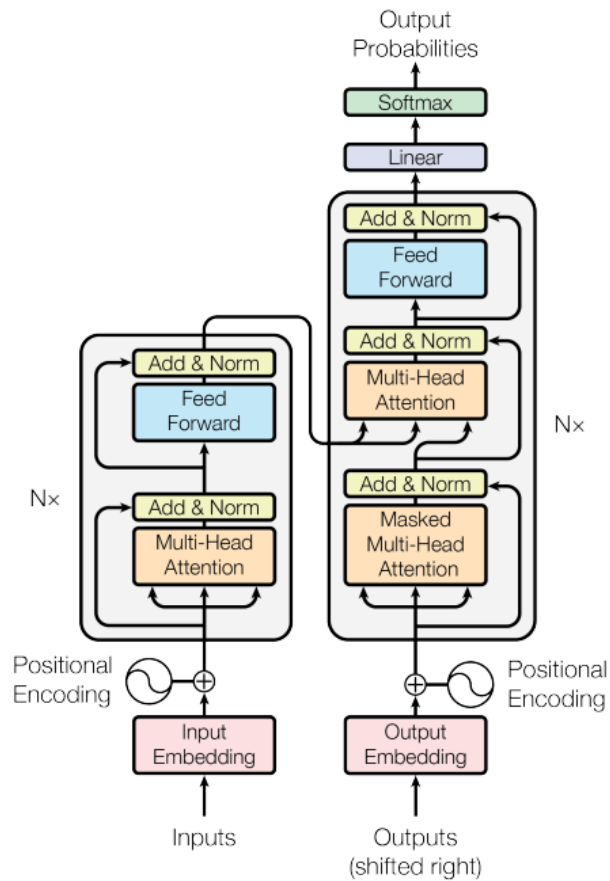 Output
Probabilities
Softmax
Linear
Add & Norm
Feed
Forward
Add & Norm
Multi-Head
Attention
Add & Norm
Masked
Multi-Head
Attention
N×
Add & Norm
Feed
Forward
Add & Norm
Multi-Head
Attention
N×
Positional
Encoding
Positional
Encoding
Input
Embedding
Output
Embedding
Inputs
Outputs
(shifted right)